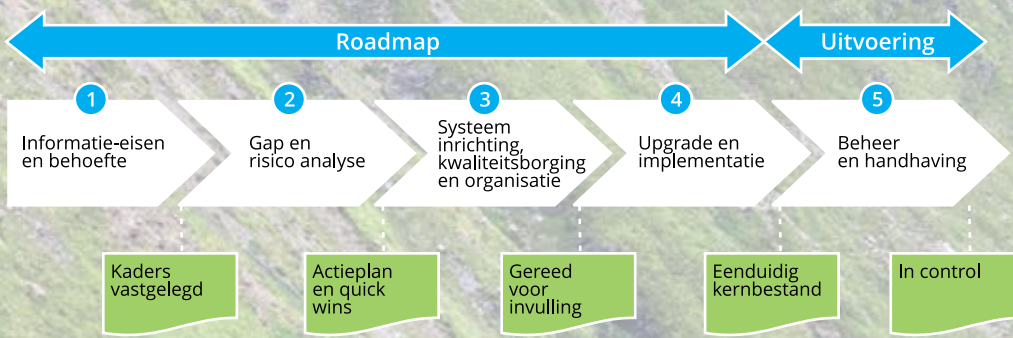 Roadmap
Uitvoering
1
Informatie-eisen
en behoefte
2
Gap en
risico analyse
3
Systeem
inrichting,
kwaliteitsborging
en organisatie
4
Upgrade en
implementatie
5
Beheer
en handhaving
Kaders
vastgelegd
Actieplan
en quick
wins
Gereed
voor
invulling
Eenduidig
kernbestand
In control